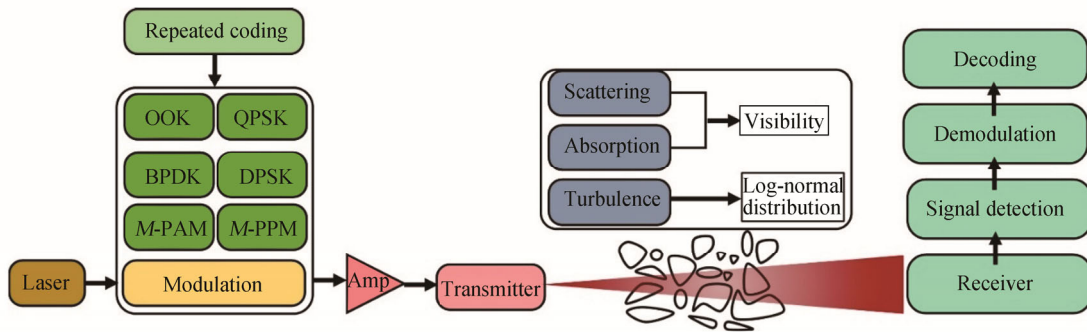 Repeated coding
OOK
QPSK
BPDK
DPSK
M-PAM
M-PPM
Modulation
Laser
Amp
Transmitter
Scattering
Absorption
Turbulence
Visibility
Log-normal
distribution
Decoding
Demodulation
Signal detection
Receiver